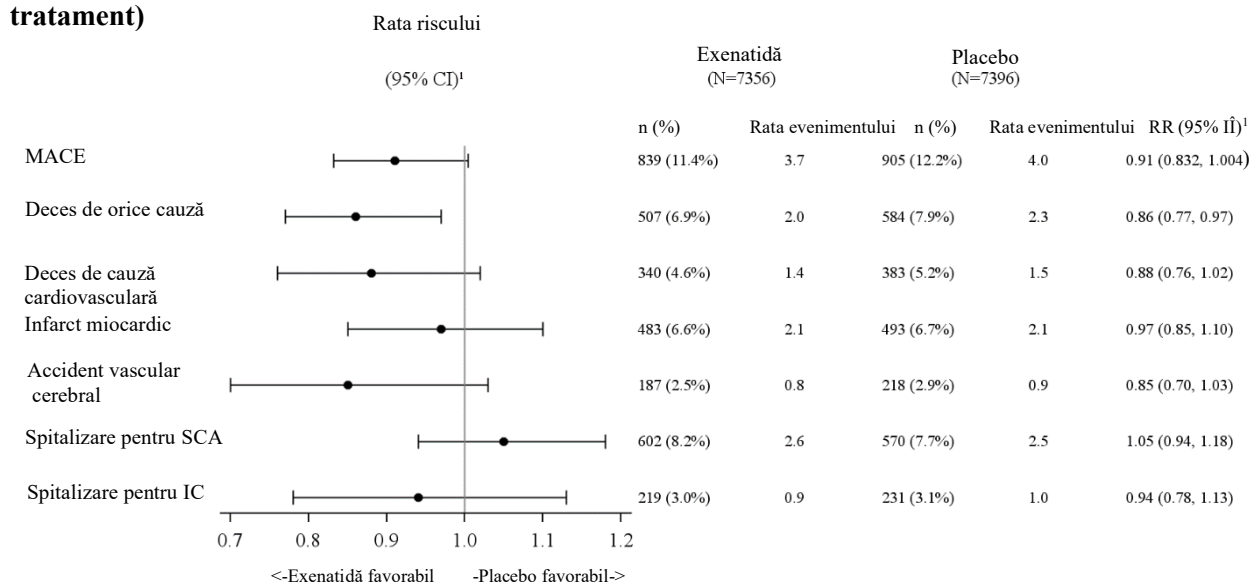 tratament)
Rata riscului
(95% CI)¹
Exenatidă
(N=7356)
Placebo
(N=7396)
n (%) Rata evenimentului n (%) Rata evenimentului RR (95% IÎ)¹
MACE 839 (11.4%) 3.7 905 (12.2%) 4.0 0.91 (0.832, 1.004)
Deces de orice cauză 507 (6.9%) 2.0 584 (7.9%) 2.3 0.86 (0.77, 0.97)
Deces de cauză 340 (4.6%) 1.4 383 (5.2%) 1.5 0.88 (0.76, 1.02)
cardiovasculară
Infarct miocardic 483 (6.6%) 2.1 493 (6.7%) 2.1 0.97 (0.85, 1.10)
Accident vascular
cerebral 187 (2.5%) 0.8 218 (2.9%) 0.9 0.85 (0.70, 1.03)
Spitalizare pentru SCA 602 (8.2%) 2.6 570 (7.7%) 2.5 1.05 (0.94, 1.18)
Spitalizare pentru IC 219 (3.0%) 0.9 231 (3.1%) 1.0 0.94 (0.78, 1.13)
0.7 0.8 0.9 1.0 1.1 1.2
<-Exenatidă favorabil -Placebo favorabil->